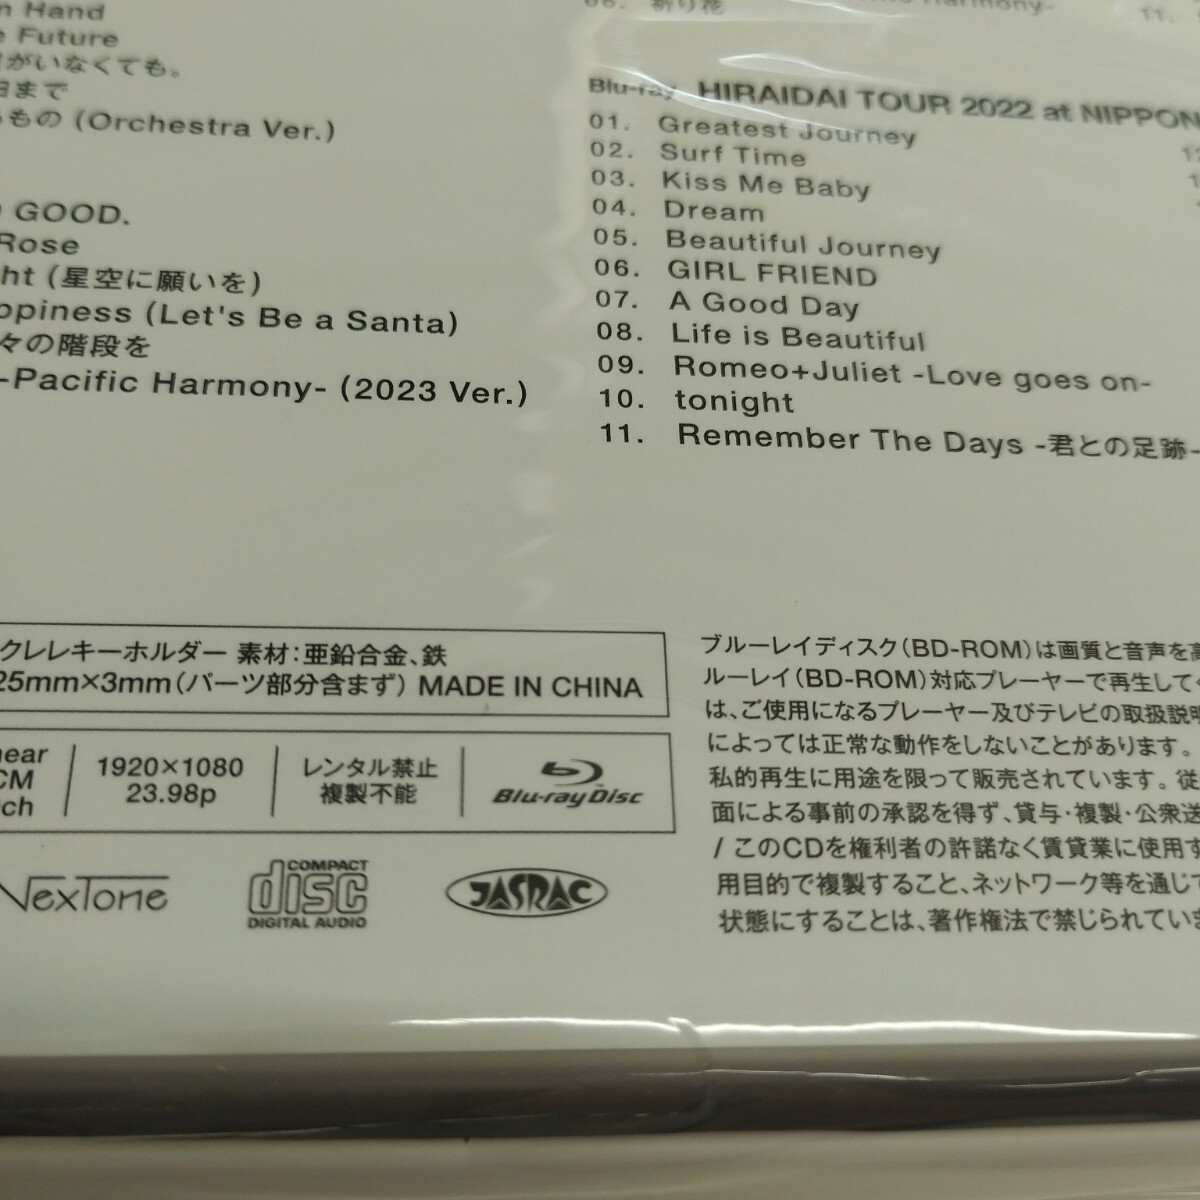 n Hand
e Future
がいなくても。
日まで
るもの (Orchestra Ver.)
GOOD.
Rose
ght (星空に願いを)
ppiness (Let's Be a Santa)
々の階段を
-Pacific Harmony- (2023 Ver.)
06. 祈り花
Harmony-
11.
Blu-ray HIRAIDAI TOUR 2022 at NIPPON
01. Greatest Journey
02. Surf Time
03. Kiss Me Baby
04. Dream
05. Beautiful Journey
06. GIRL FRIEND
07. A Good Day
08. Life is Beautiful
09. Romeo+Juliet -Love goes on-
10. tonight
11. Remember The Days -君との足跡-
クレレキーホルダー 素材：亜鉛合金、鉄
25mm×3mm（パーツ部分含まず） MADE IN CHINA
near
CM
ch
1920×1080
23.98p
レンタル禁止
複製不能
Blu-ray Disc
NexTone
COMPACT
disc
DIGITAL AUDIO
JASRAC
ブルーレイディスク（BD-ROM）は画質と音声を高
ルーレイ（BD-ROM）対応プレーヤーで再生してく
は、ご使用になるプレーヤー及びテレビの取扱説明
によっては正常な動作をしないことがあります。
私的再生に用途を限って販売されています。従
面による事前の承認を得ず、貸与・複製・公衆送
/ このCDを権利者の許諾なく賃貸業に使用す
用目的で複製すること、ネットワーク等を通じて
状態にすることは、著作権法で禁じられていま